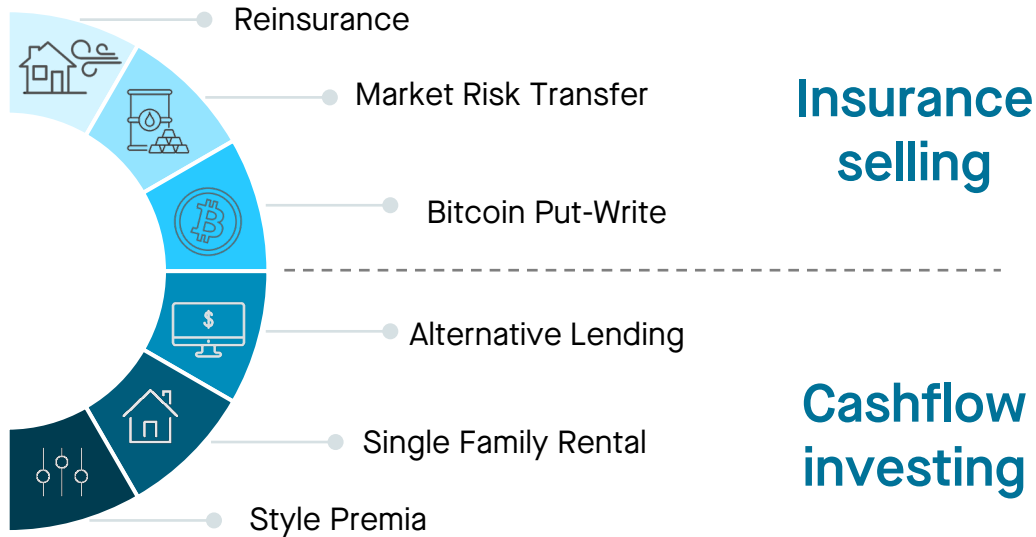 Reinsurance
Market Risk Transfer
Insurance
selling
Bitcoin Put-Write
$
Alternative Lending
Cashflow
investing
Single Family Rental
Style Premia